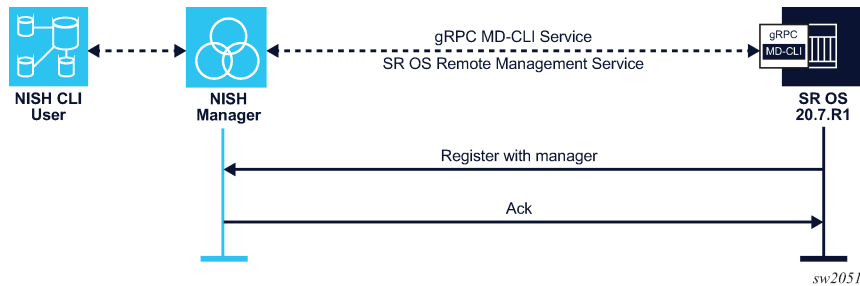 gRPC MD-CLI Service
SR OS Remote Management Service
gRPC
MD-CLI
NISH CLI
User
NISH
Manager
SR OS
20.7.R1
Register with manager
Ack
sw2051